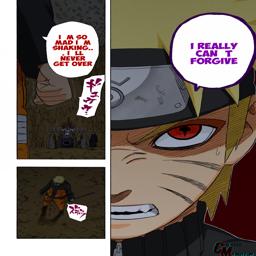 I M SO
MAD I M
SHAKING..
. I LL
NEVER
GET OVER
I REALLY
CAN T
FORGIVE